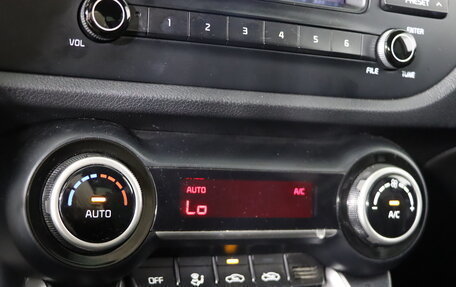 PRESET
VOL
1 2 3 4 5 6
ENTER
FILE
TUNE
AUTO A/C
Lo
AUTO
A/C
OFF